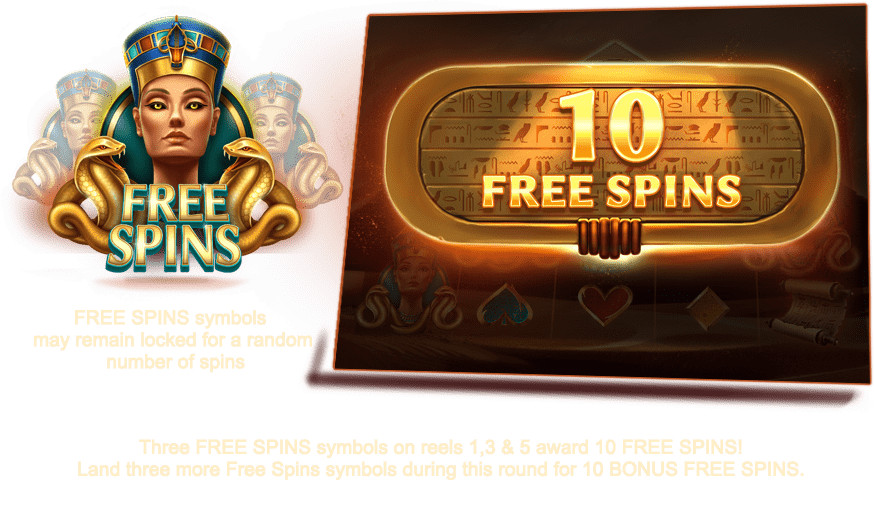 FREE
SPINS
10
FREE SPINS
FREE SPINS symbols
may remain locked for a random
number of spins
Three FREE SPINS symbols on reels 1,3 & 5 award 10 FREE SPINS!
Land three more Free Spins symbols during this round for 10 BONUS FREE SPINS.